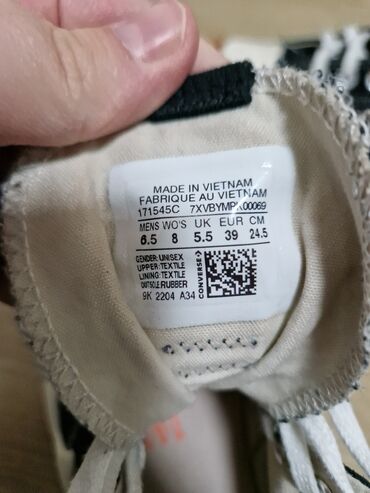 MADE IN VIETNAM
FABRIQUE AU VIETNAM
171545C 7XVBYMPK00069
MENS WO'S UK EUR CM
6.5 8 5.5 39 24.5
GENDER: UNISEX
UPPER: TEXTILE
LINING: TEXTILE
OUTSOLE: RUBBER
9K 2204 A34
CONVERSE